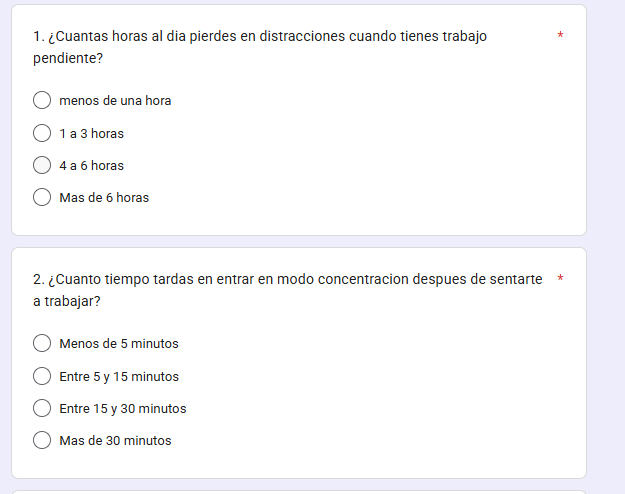 1. ¿Cuantas horas al dia pierdes en distracciones cuando tienes trabajo *
pendiente?
menos de una hora
1 a 3 horas
4 a 6 horas
Mas de 6 horas
2. ¿Cuanto tiempo tardas en entrar en modo concentracion despues de sentarte *
a trabajar?
Menos de 5 minutos
Entre 5 y 15 minutos
Entre 15 y 30 minutos
Mas de 30 minutos